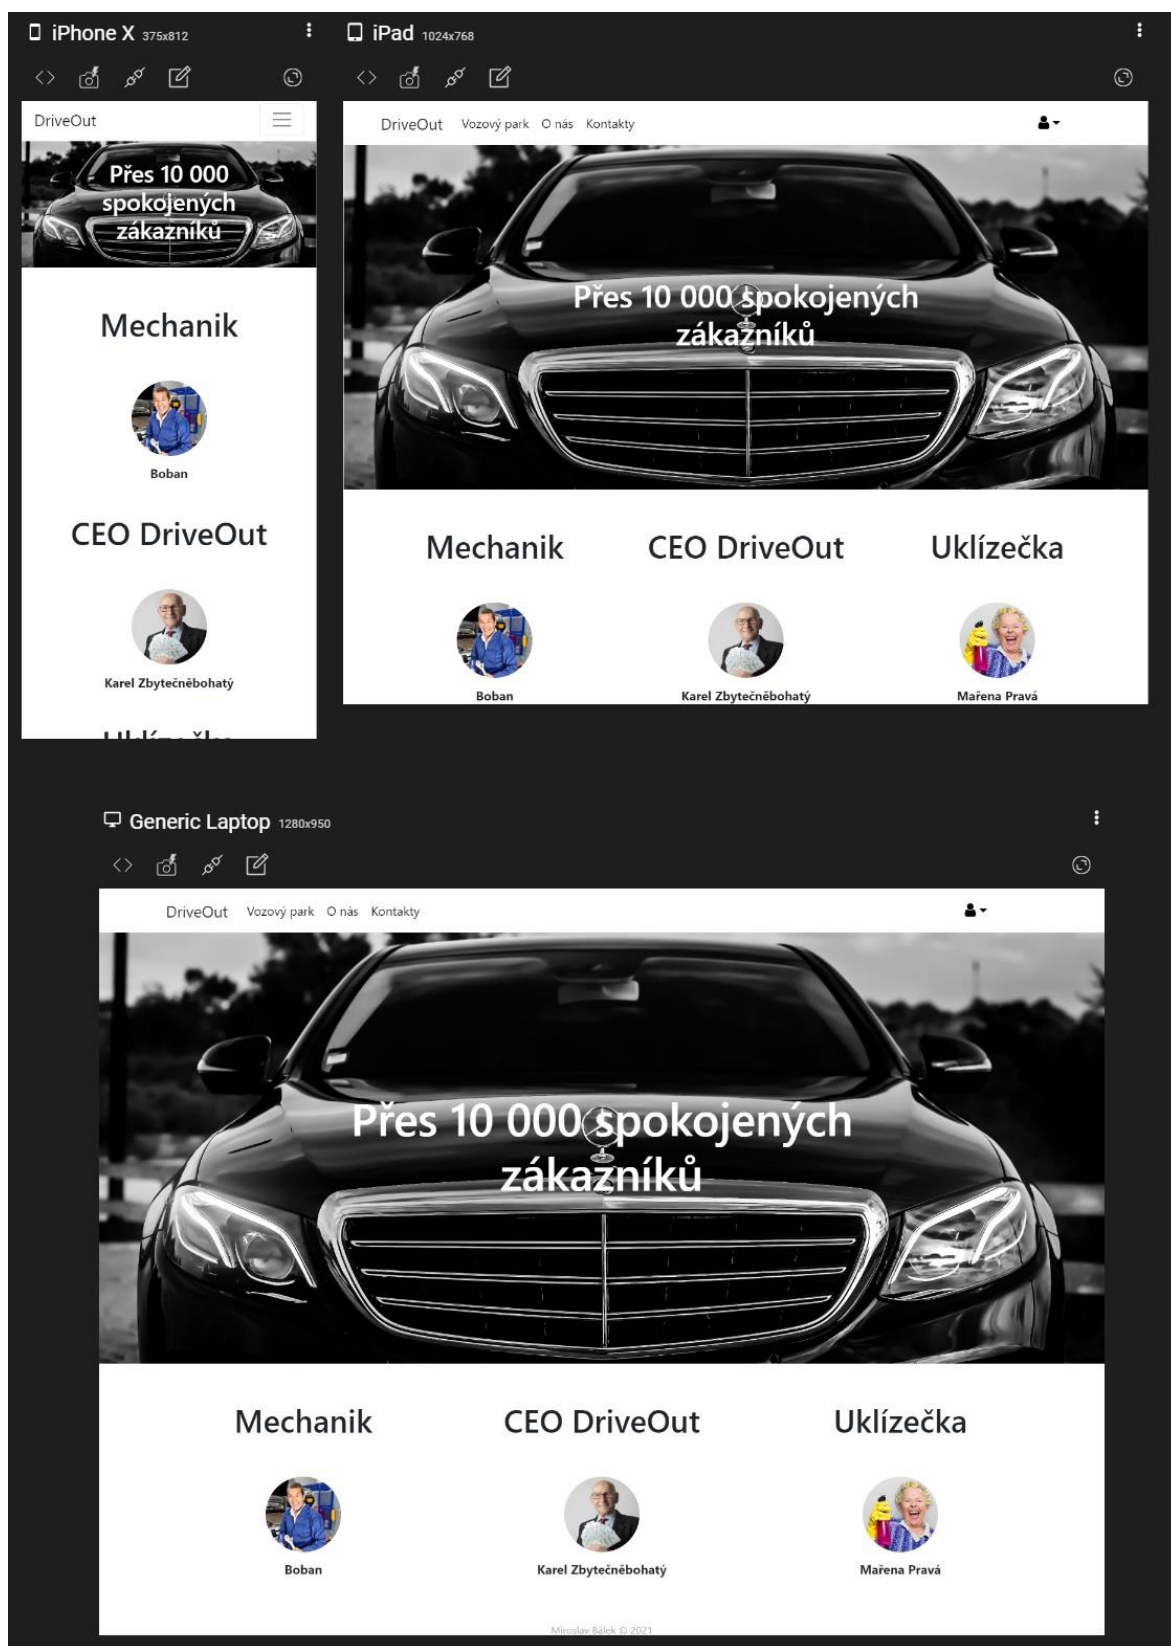 iPhone X 375x812
DriveOut
Přes 10 000
spokojených
zákazníků
Mechanik
Boban
CEO DriveOut
Karel Zbytečněbohatý
Uklízečka
iPad 1024x768
DriveOut Vozový park O nás Kontakty
Přes 10 000 spokojených
zákazníků
Mechanik CEO DriveOut Uklízečka
Boban Karel Zbytečněbohatý Mařena Pravá
Generic Laptop 1280x950
DriveOut Vozový park O nás Kontakty
Přes 10 000 spokojených
zákazníků
Mechanik CEO DriveOut Uklízečka
Boban Karel Zbytečněbohatý Mařena Pravá
Miroslav Bálek © 2021